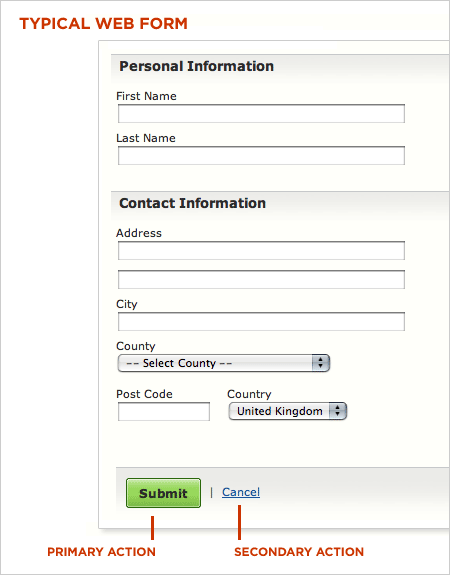 TYPICAL WEB FORM
Personal Information
First Name
Last Name
Contact Information
Address
City
County
-- Select County --
Post Code Country
United Kingdom
Submit | Cancel
PRIMARY ACTION SECONDARY ACTION